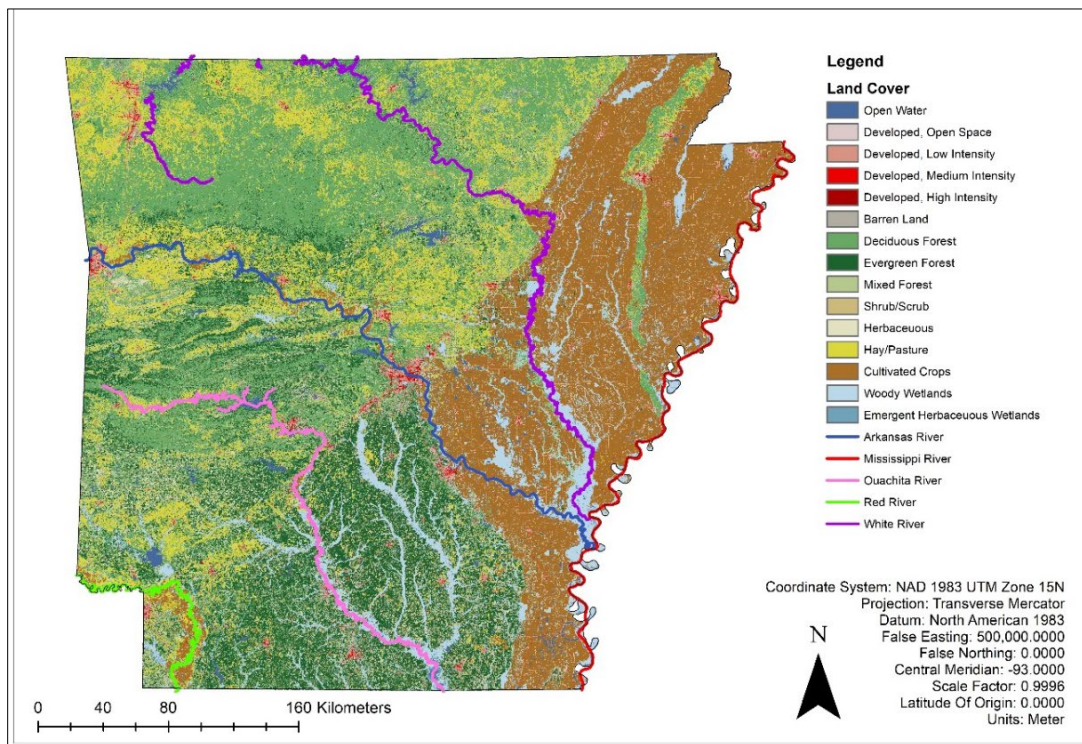 Legend
Land Cover
Open Water
Developed, Open Space
Developed, Low Intensity
Developed, Medium Intensity
Developed, High Intensity
Barren Land
Deciduous Forest
Evergreen Forest
Mixed Forest
Shrub/Scrub
Herbaceous
Hay/Pasture
Cultivated Crops
Woody Wetlands
Emergent Herbaceuous Wetlands
Arkansas River
Mississippi River
Ouachita River
Red River
White River
Coordinate System: NAD 1983 UTM Zone 15N
Projection: Transverse Mercator
Datum: North American 1983
False Easting: 500,000.0000
False Northing: 0.0000
Central Meridian: -93.0000
Scale Factor: 0.9996
Latitude Of Origin: 0.0000
Units: Meter
N
0 40 80 160 Kilometers